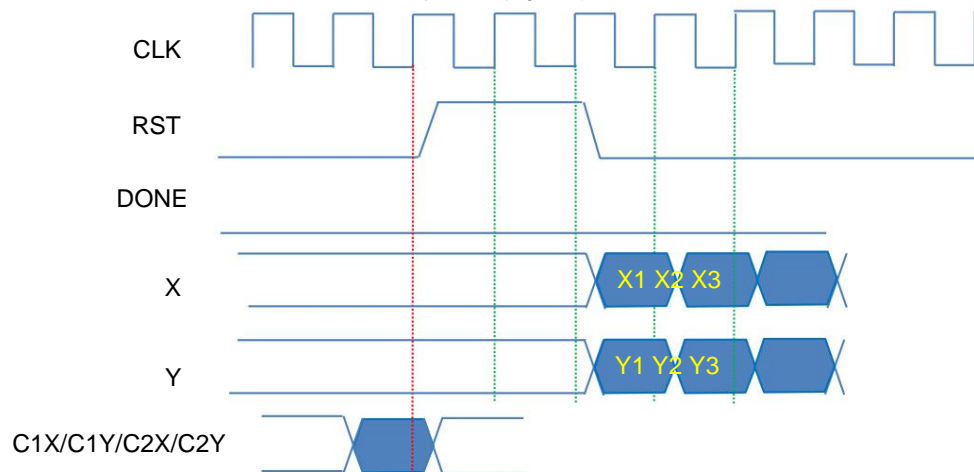 CLK
RST
DONE
X
X1 X2 X3
Y
Y1 Y2 Y3
C1X/C1Y/C2X/C2Y